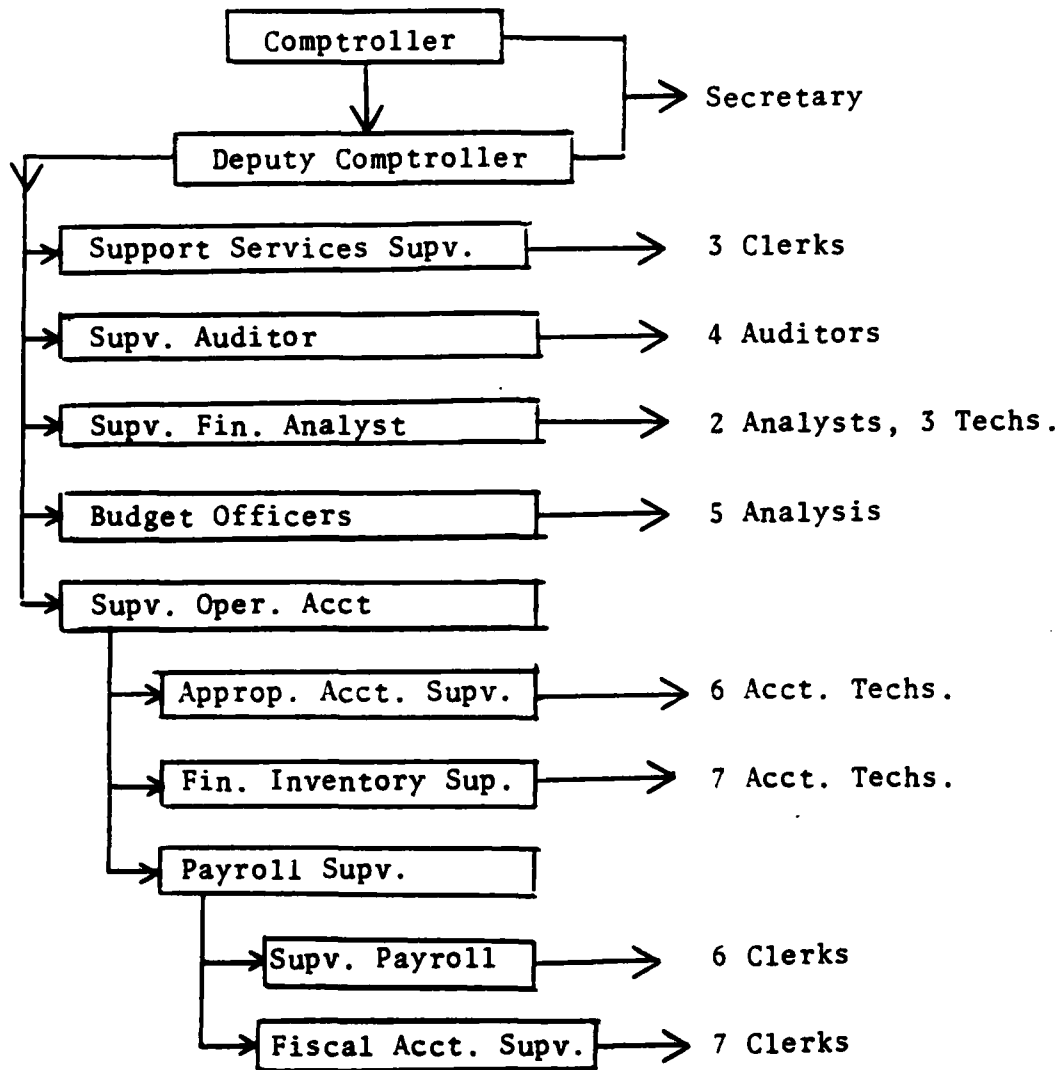 Comptroller
Secretary
Deputy Comptroller
Support Services Supv. 3 Clerks
Supv. Auditor 4 Auditors
Supv. Fin. Analyst 2 Analysts, 3 Techs.
Budget Officers 5 Analysis
Supv. Oper. Acct
Approp. Acct. Supv. 6 Acct. Techs.
Fin. Inventory Sup. 7 Acct. Techs.
Payroll Supv.
Supv. Payroll 6 Clerks
Fiscal Acct. Supv. 7 Clerks